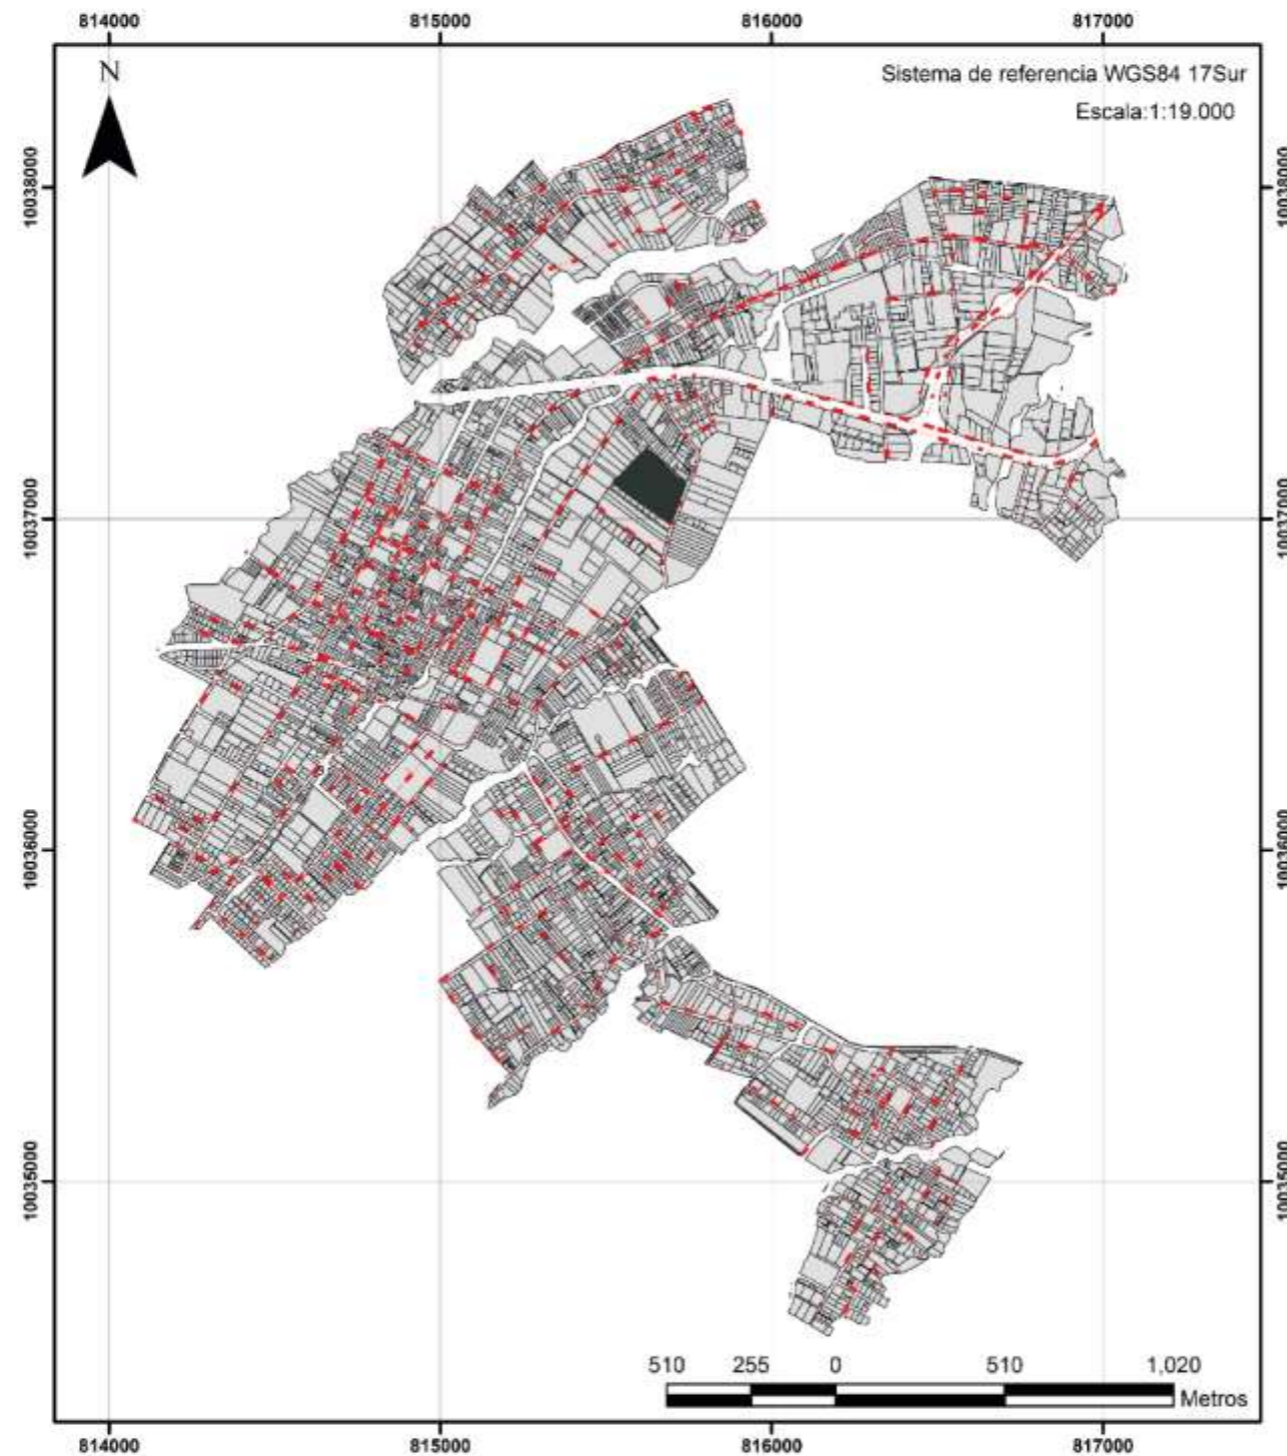 814000 815000 816000 817000
N
Sistema de referencia WGS84 17Sur
Escala:1:19.000
10038000 10038000
10037000 10037000
10036000 10036000
10035000 10035000
510 255 0 510 1,020
Metros
814000 815000 816000 817000